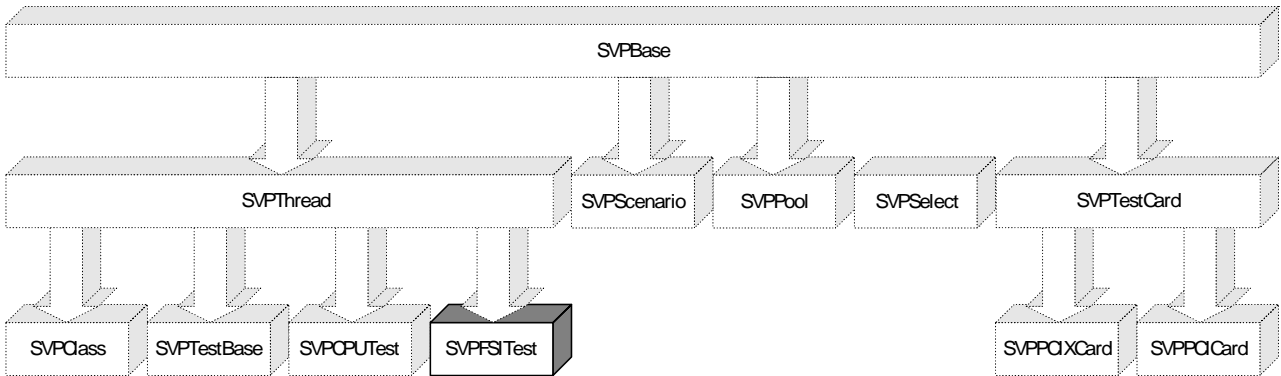 SVPBase
SVPThread
SVPScenario
SVPPool
SVPSelect
SVPTestCard
SVPClass
SVPTestBase
SVPCPUTest
SVPFSITest
SVPPCIXCard
SVPPCICard